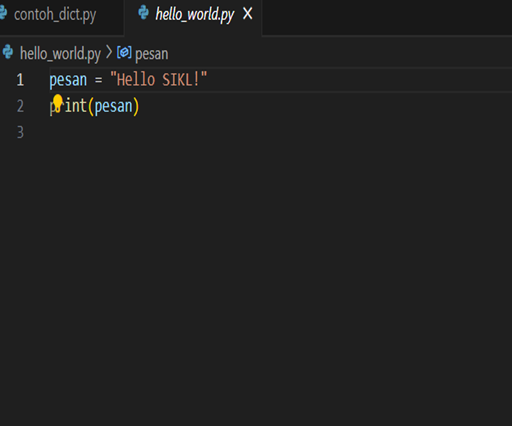 contoh_dict.py hello_world.py
hello_world.py > pesan
1 pesan = "Hello SIKL!"
2 print(pesan)
3